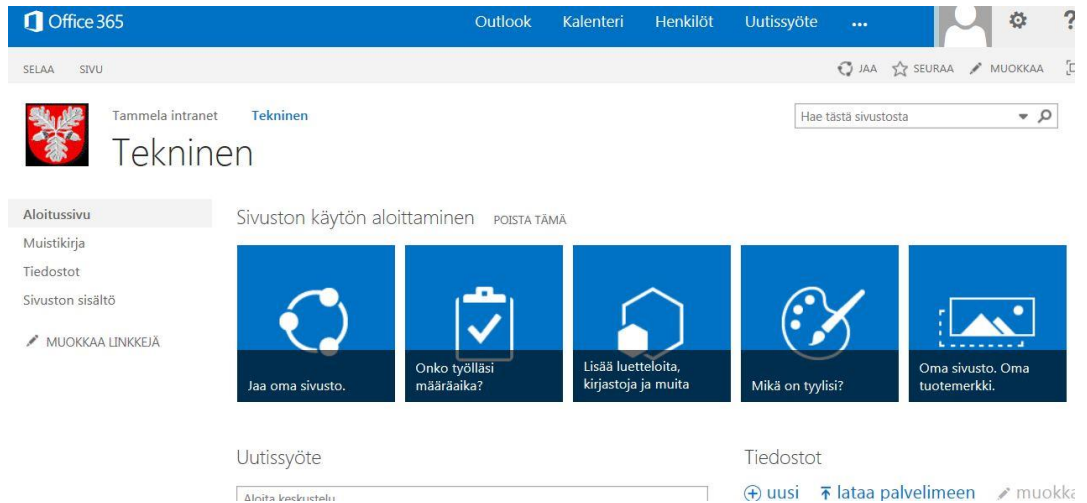 Office 365
Outlook Kalenteri Henkilöt Uutissyöte ... ?
SELAA SIVU
JAA SEURAA MUOKKAA
Tammela intranet Tekninen
Hae tästä sivustosta
Tekninen
Aloitussivu
Muistikirja
Tiedostot
Sivuston sisältö
MUOKKAA LINKKEJÄ
Sivuston käytön aloittaminen POISTA TÄMÄ
Jaa oma sivusto.
Onko työlläsi
määräaika?
Lisää luetteloita,
kirjastoja ja muita
Mikä on tyylisi?
Oma sivusto. Oma
tuotemerkki.
Uutissyöte
Aloita keskustelu
Tiedostot
uusi lataa palvelimeen